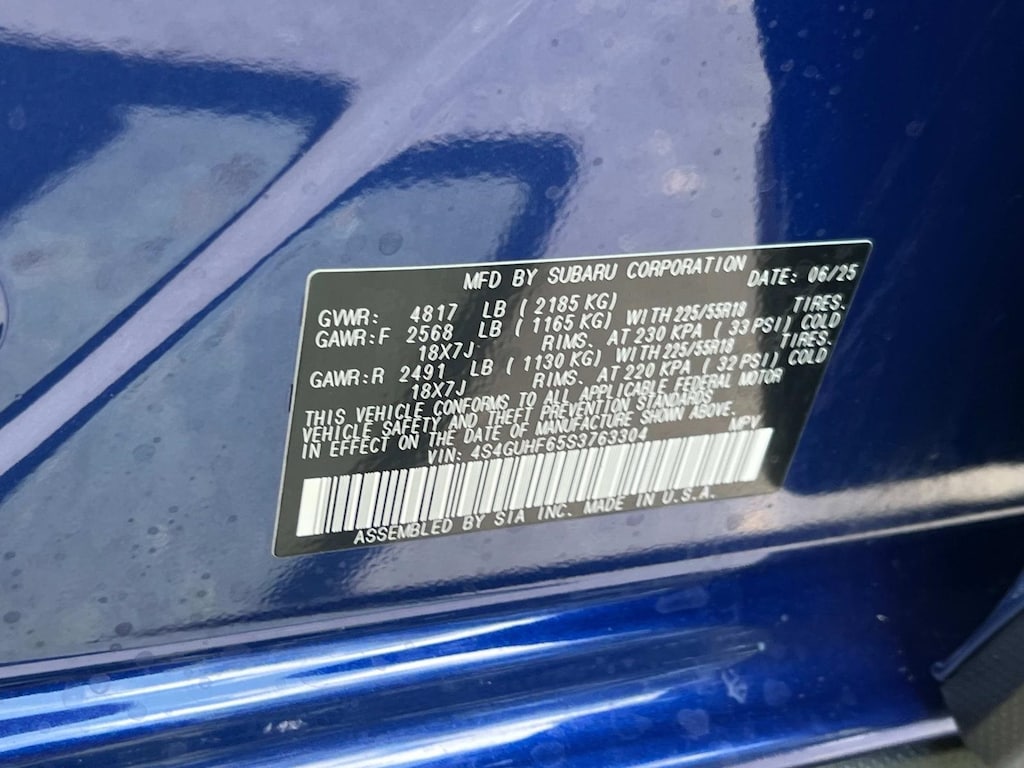 MFD BY SUBARU CORPORATION DATE: 06/25
GVWR: 4817 LB ( 2185 KG)
GAWR:F 2568 LB ( 1165 KG) WITH 225/55R18 TIRES.
18X7J RIMS. AT 230 KPA ( 33 PSI) COLD
GAWR:R 2491 LB ( 1130 KG) WITH 225/55R18 TIRES.
18X7J RIMS. AT 220 KPA ( 32 PSI) COLD
THIS VEHICLE CONFORMS TO ALL APPLICABLE FEDERAL MOTOR
VEHICLE SAFETY AND THEFT PREVENTION STANDARDS
IN EFFECT ON THE DATE OF MANUFACTURE SHOWN ABOVE.
VIN: 4S4GUHF65S3763304 MPV
ASSEMBLED BY SIA INC. MADE IN U.S.A.